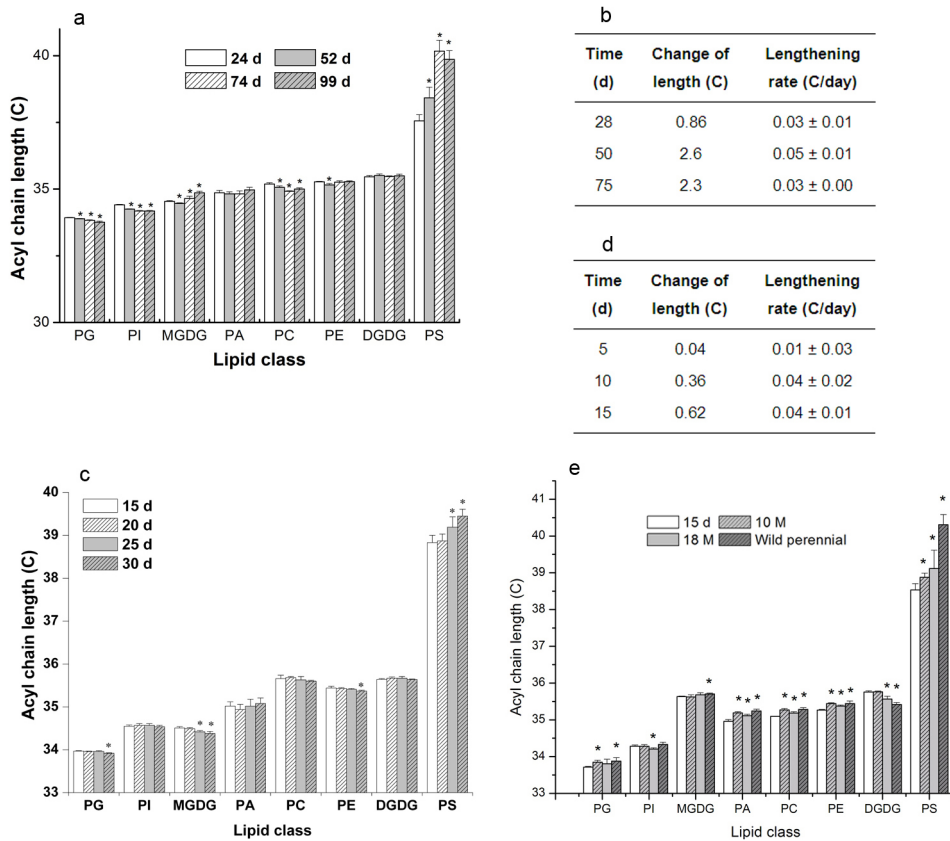 a
Acyl chain length (C)
40
35
30
24 d 52 d
74 d 99 d
* * * * * * * * * * * * * * * *
PG PI MGDG PA PC PE DGDG PS
Lipid class
b
Time (d) Change of length (C) Lengthening rate (C/day)
28 0.86 0.03 ± 0.01
50 2.6 0.05 ± 0.01
75 2.3 0.03 ± 0.00
d
Time (d) Change of length (C) Lengthening rate (C/day)
5 0.04 0.01 ± 0.03
10 0.36 0.04 ± 0.02
15 0.62 0.04 ± 0.01
c
Acyl chain length (C)
40
39
38
37
36
35
34
33
15 d
20 d
25 d
30 d
* * * * * *
PG PI MGDG PA PC PE DGDG PS
Lipid class
e
Acyl chain length (C)
41
40
39
38
37
36
35
34
33
15 d 10 M
18 M Wild perennial
* * * * * * * * * * * * * * * * * *
PG PI MGDG PA PC PE DGDG PS
Lipid class